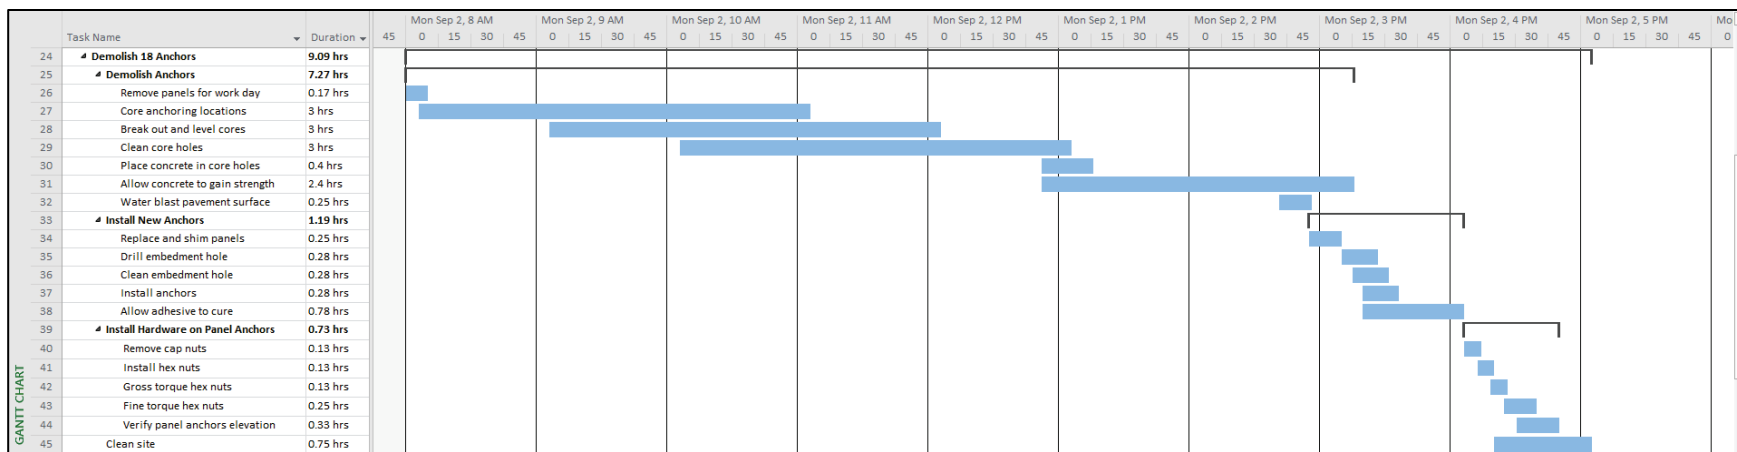 Mon Sep 2, 8 AM Mon Sep 2, 9 AM Mon Sep 2, 10 AM Mon Sep 2, 11 AM Mon Sep 2, 12 PM Mon Sep 2, 1 PM Mon Sep 2, 2 PM Mon Sep 2, 3 PM Mon Sep 2, 4 PM Mon Sep 2, 5 PM Mo
Task Name Duration 45 0 15 30 45 0 15 30 45 0 15 30 45 0 15 30 45 0 15 30 45 0 15 30 45 0 15 30 45 0 15 30 45 0 15 30 45 0 15 30 45 0
24 Demolish 18 Anchors 9.09 hrs
25 Demolish Anchors 7.27 hrs
26 Remove panels for work day 0.17 hrs
27 Core anchoring locations 3 hrs
28 Break out and level cores 3 hrs
29 Clean core holes 3 hrs
30 Place concrete in core holes 0.4 hrs
31 Allow concrete to gain strength 2.4 hrs
32 Water blast pavement surface 0.25 hrs
33 Install New Anchors 1.19 hrs
34 Replace and shim panels 0.25 hrs
35 Drill embedment hole 0.28 hrs
36 Clean embedment hole 0.28 hrs
37 Install anchors 0.28 hrs
38 Allow adhesive to cure 0.78 hrs
39 Install Hardware on Panel Anchors 0.73 hrs
40 Remove cap nuts 0.13 hrs
41 Install hex nuts 0.13 hrs
42 Gross torque hex nuts 0.13 hrs
43 Fine torque hex nuts 0.25 hrs
44 Verify panel anchors elevation 0.33 hrs
45 Clean site 0.75 hrs
GANTT CHART